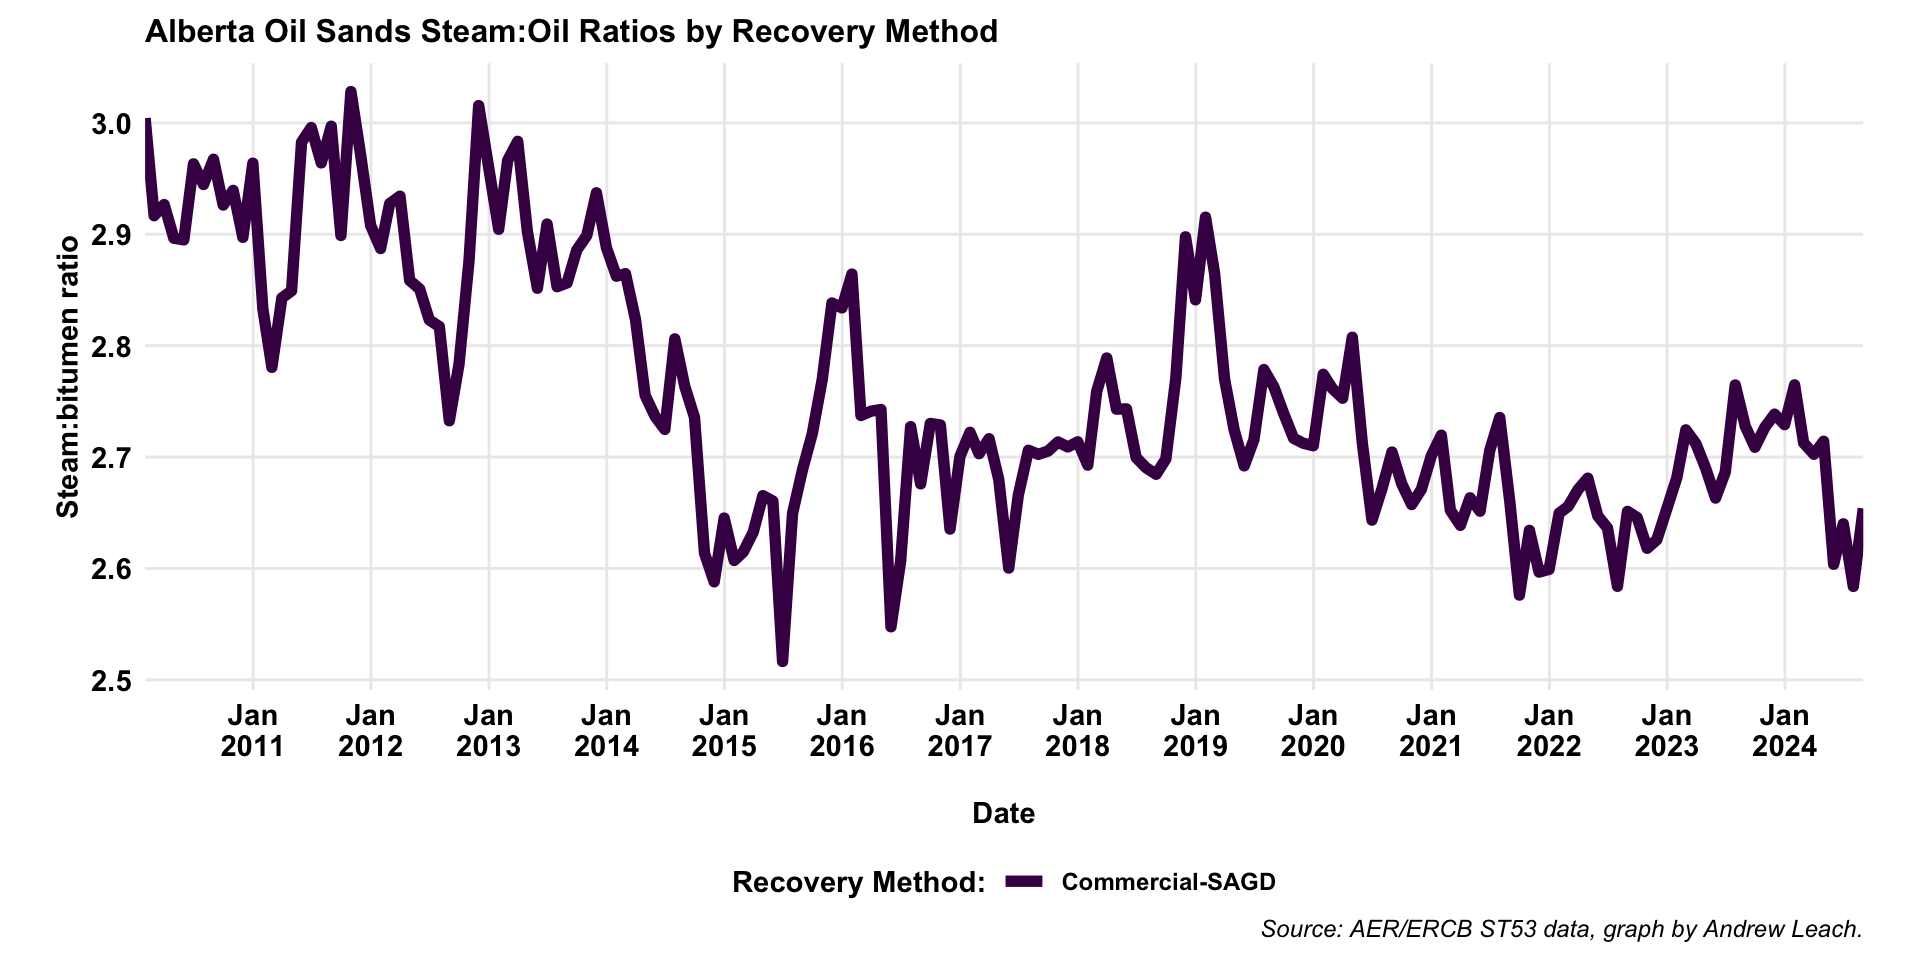 Alberta Oil Sands Steam:Oil Ratios by Recovery Method
Steam:bitumen ratio
3.0
2.9
2.8
2.7
2.6
2.5
Jan Jan Jan Jan Jan Jan Jan Jan Jan Jan Jan Jan Jan Jan
2011 2012 2013 2014 2015 2016 2017 2018 2019 2020 2021 2022 2023 2024
Date
Recovery Method: Commercial-SAGD
Source: AER/ERCB ST53 data, graph by Andrew Leach.